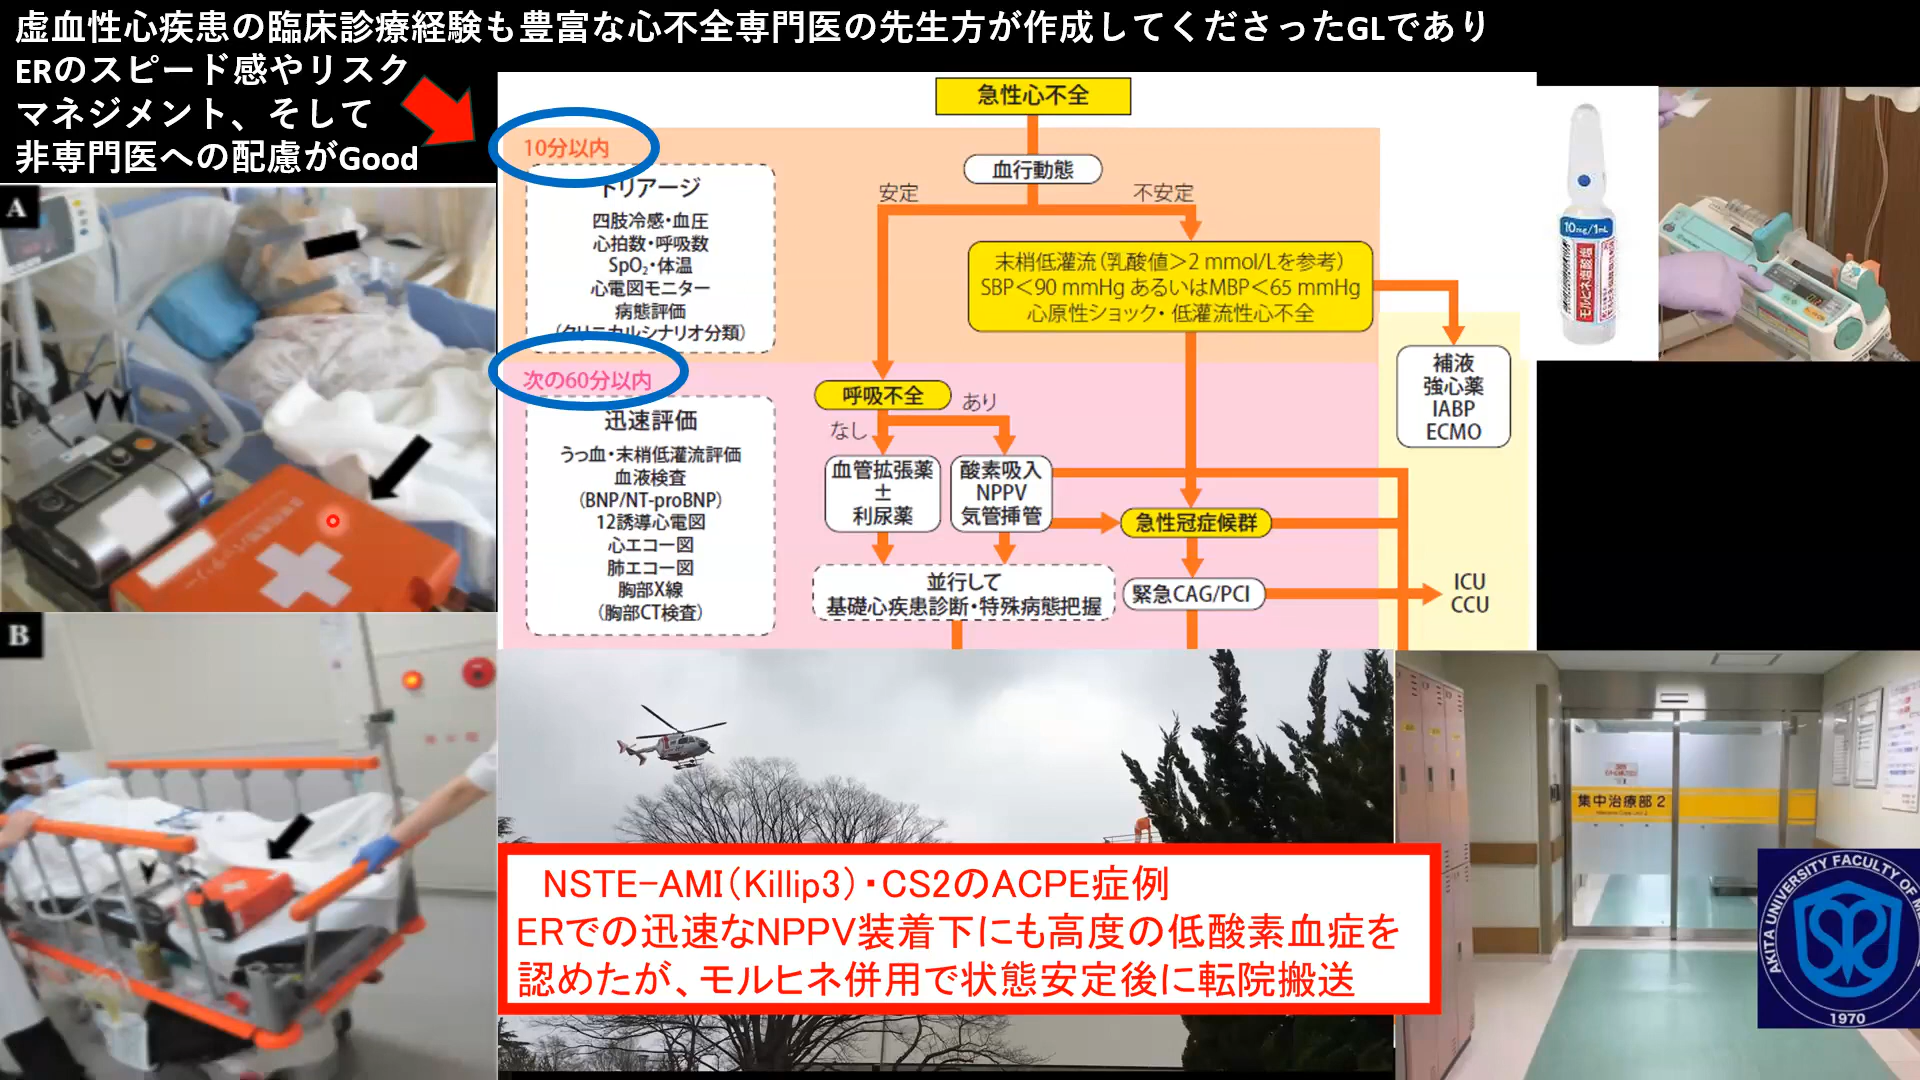 虚血性心疾患の臨床診療経験も豊富な心不全専門医の先生方が作成してくださったGLであり
ERのスピード感やリスク
マネジメント、そして
非専門医への配慮がGood
急性心不全
10分以内
トリアージ
四肢冷感・血圧
心拍数・呼吸数
SpO₂・体温
心電図モニター
病態評価
(クリニカルシナリオ分類)
血行動態
安定
不安定
末梢低灌流(乳酸値>2 mmol/Lを参考)
SBP<90 mmHg あるいはMBP<65 mmHg
心原性ショック・低灌流性心不全
補液
強心薬
IABP
ECMO
次の60分以内
迅速評価
うっ血・末梢低灌流評価
血液検査
(BNP/NT-proBNP)
12誘導心電図
心エコー図
肺エコー図
胸部X線
(胸部CT検査)
呼吸不全
あり
なし
血管拡張薬
±
利尿薬
酸素吸入
NPPV
気管挿管
急性冠症候群
並行して
基礎心疾患診断・特殊病態把握
緊急CAG/PCI
ICU
CCU
A
B
10mg/1mL
モルヒネ塩酸塩
集中治療部 2
NSTE-AMI(Killip3)・CS2のACPE症例
ERでの迅速なNPPV装着下にも高度の低酸素血症を
認めたが、モルヒネ併用で状態安定後に転院搬送
AKITA UNIVERSITY FACULTY OF
1970